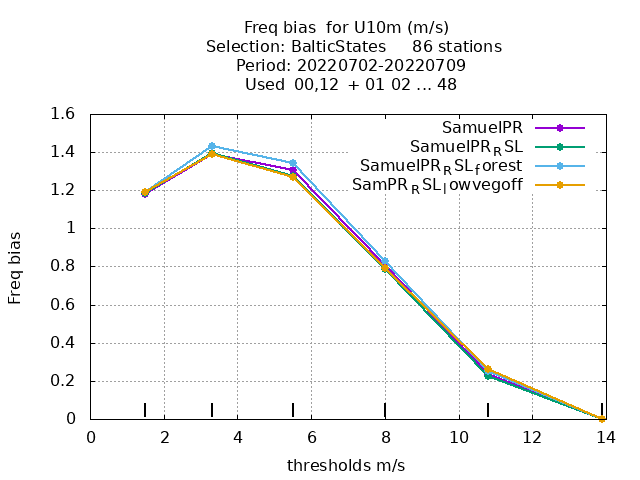 Freq bias  for U10m (m/s)
Selection: BalticStates     86 stations
Period: 20220702-20220709
Used  00,12  + 01 02 ... 48
SamuelPR
SamuelPR_RSL
SamuelPR_RSL_forest
SamPR_RSL_lowvegoff
Freq bias
1.6
1.4
1.2
1
0.8
0.6
0.4
0.2
0
0 2 4 6 8 10 12 14
thresholds m/s